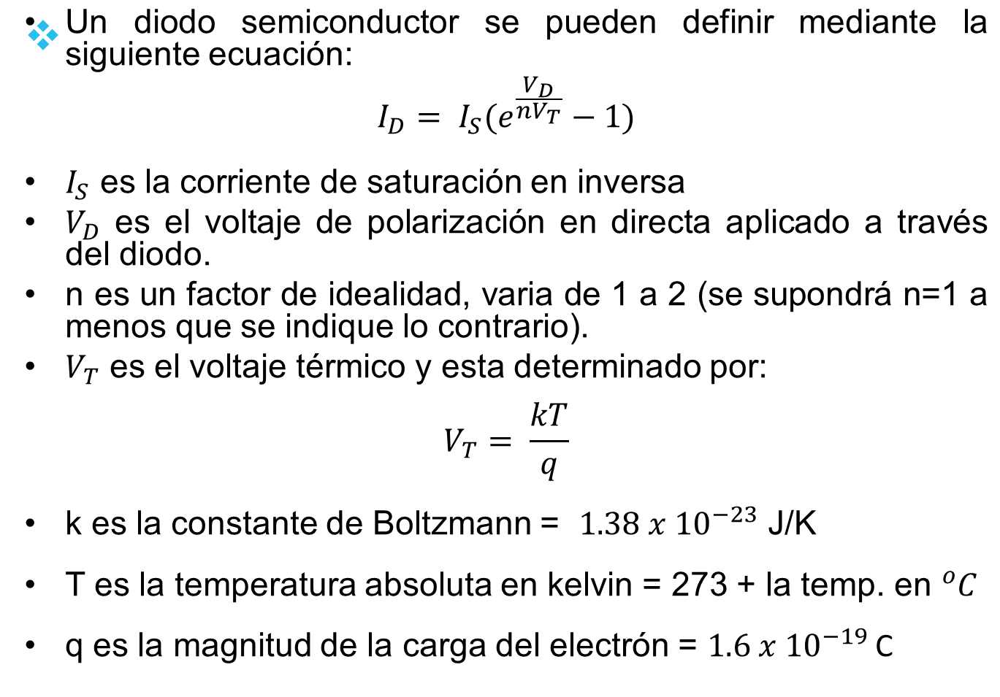 • Un diodo semiconductor se pueden definir mediante la
siguiente ecuación:
I_D = I_S(e^{\frac{V_D}{nV_T}} − 1)
• I_S es la corriente de saturación en inversa
• V_D es el voltaje de polarización en directa aplicado a través
del diodo.
• n es un factor de idealidad, varia de 1 a 2 (se supondrá n=1 a
menos que se indique lo contrario).
• V_T es el voltaje térmico y esta determinado por:
V_T = \frac{kT}{q}
• k es la constante de Boltzmann = 1.38 x 10^{−23} J/K
• T es la temperatura absoluta en kelvin = 273 + la temp. en °C
• q es la magnitud de la carga del electrón = 1.6 x 10^{−19} C